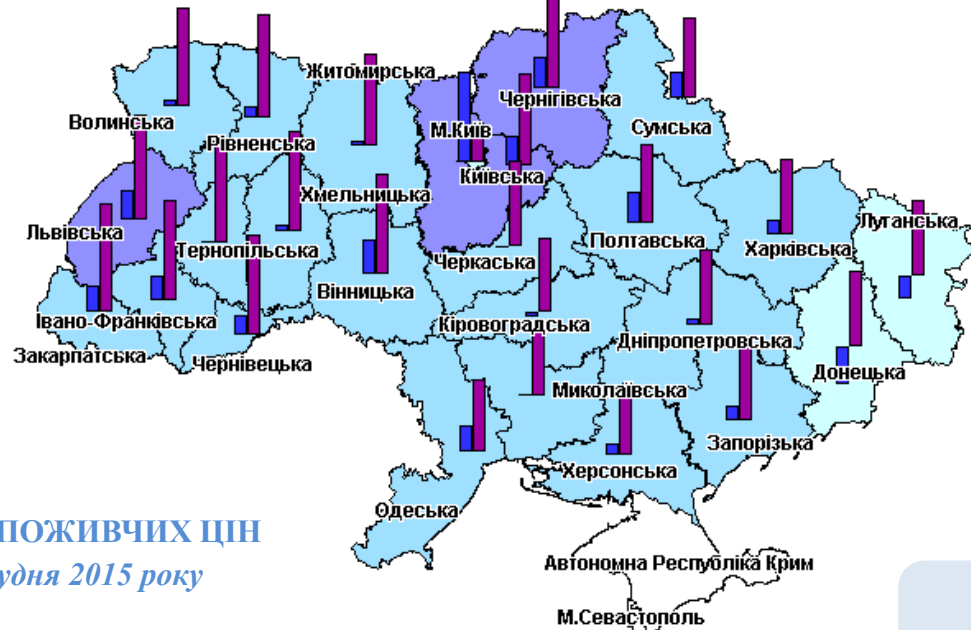 Житомирська
Волинська
Чернігівська
М.Київ
Сумська
Рівненська
Київська
Хмельницька
Львівська
Луганська
Тернопільська
Полтавська
Харківська
Черкаська
Вінницька
Івано-Франківська
Кіровоградська
Дніпропетровська
Закарпатська
Чернівецька
Донецька
Миколаївська
Запорізька
Херсонська
Одеська
ПОЖИВЧИХ ЦІН
удня 2015 року
Автономна Республіка Крим
М.Севастополь